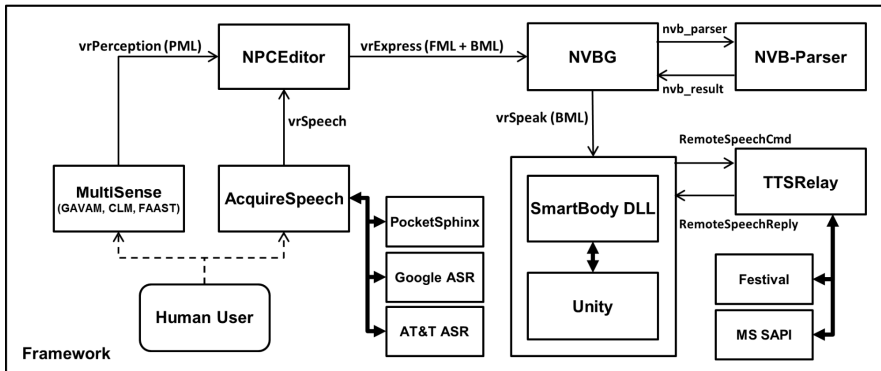 vrPerception (PML)
NPCEditor
vrExpress (FML + BML)
NVBG
nvb_parser
nvb_result
NVB-Parser
vrSpeech
vrSpeak (BML)
MultiSense
(GAVAM, CLM, FAAST)
AcquireSpeech
PocketSphinx
Google ASR
AT&T ASR
Human User
SmartBody DLL
Unity
RemoteSpeechCmd
RemoteSpeechReply
TTSRelay
Festival
MS SAPI
Framework